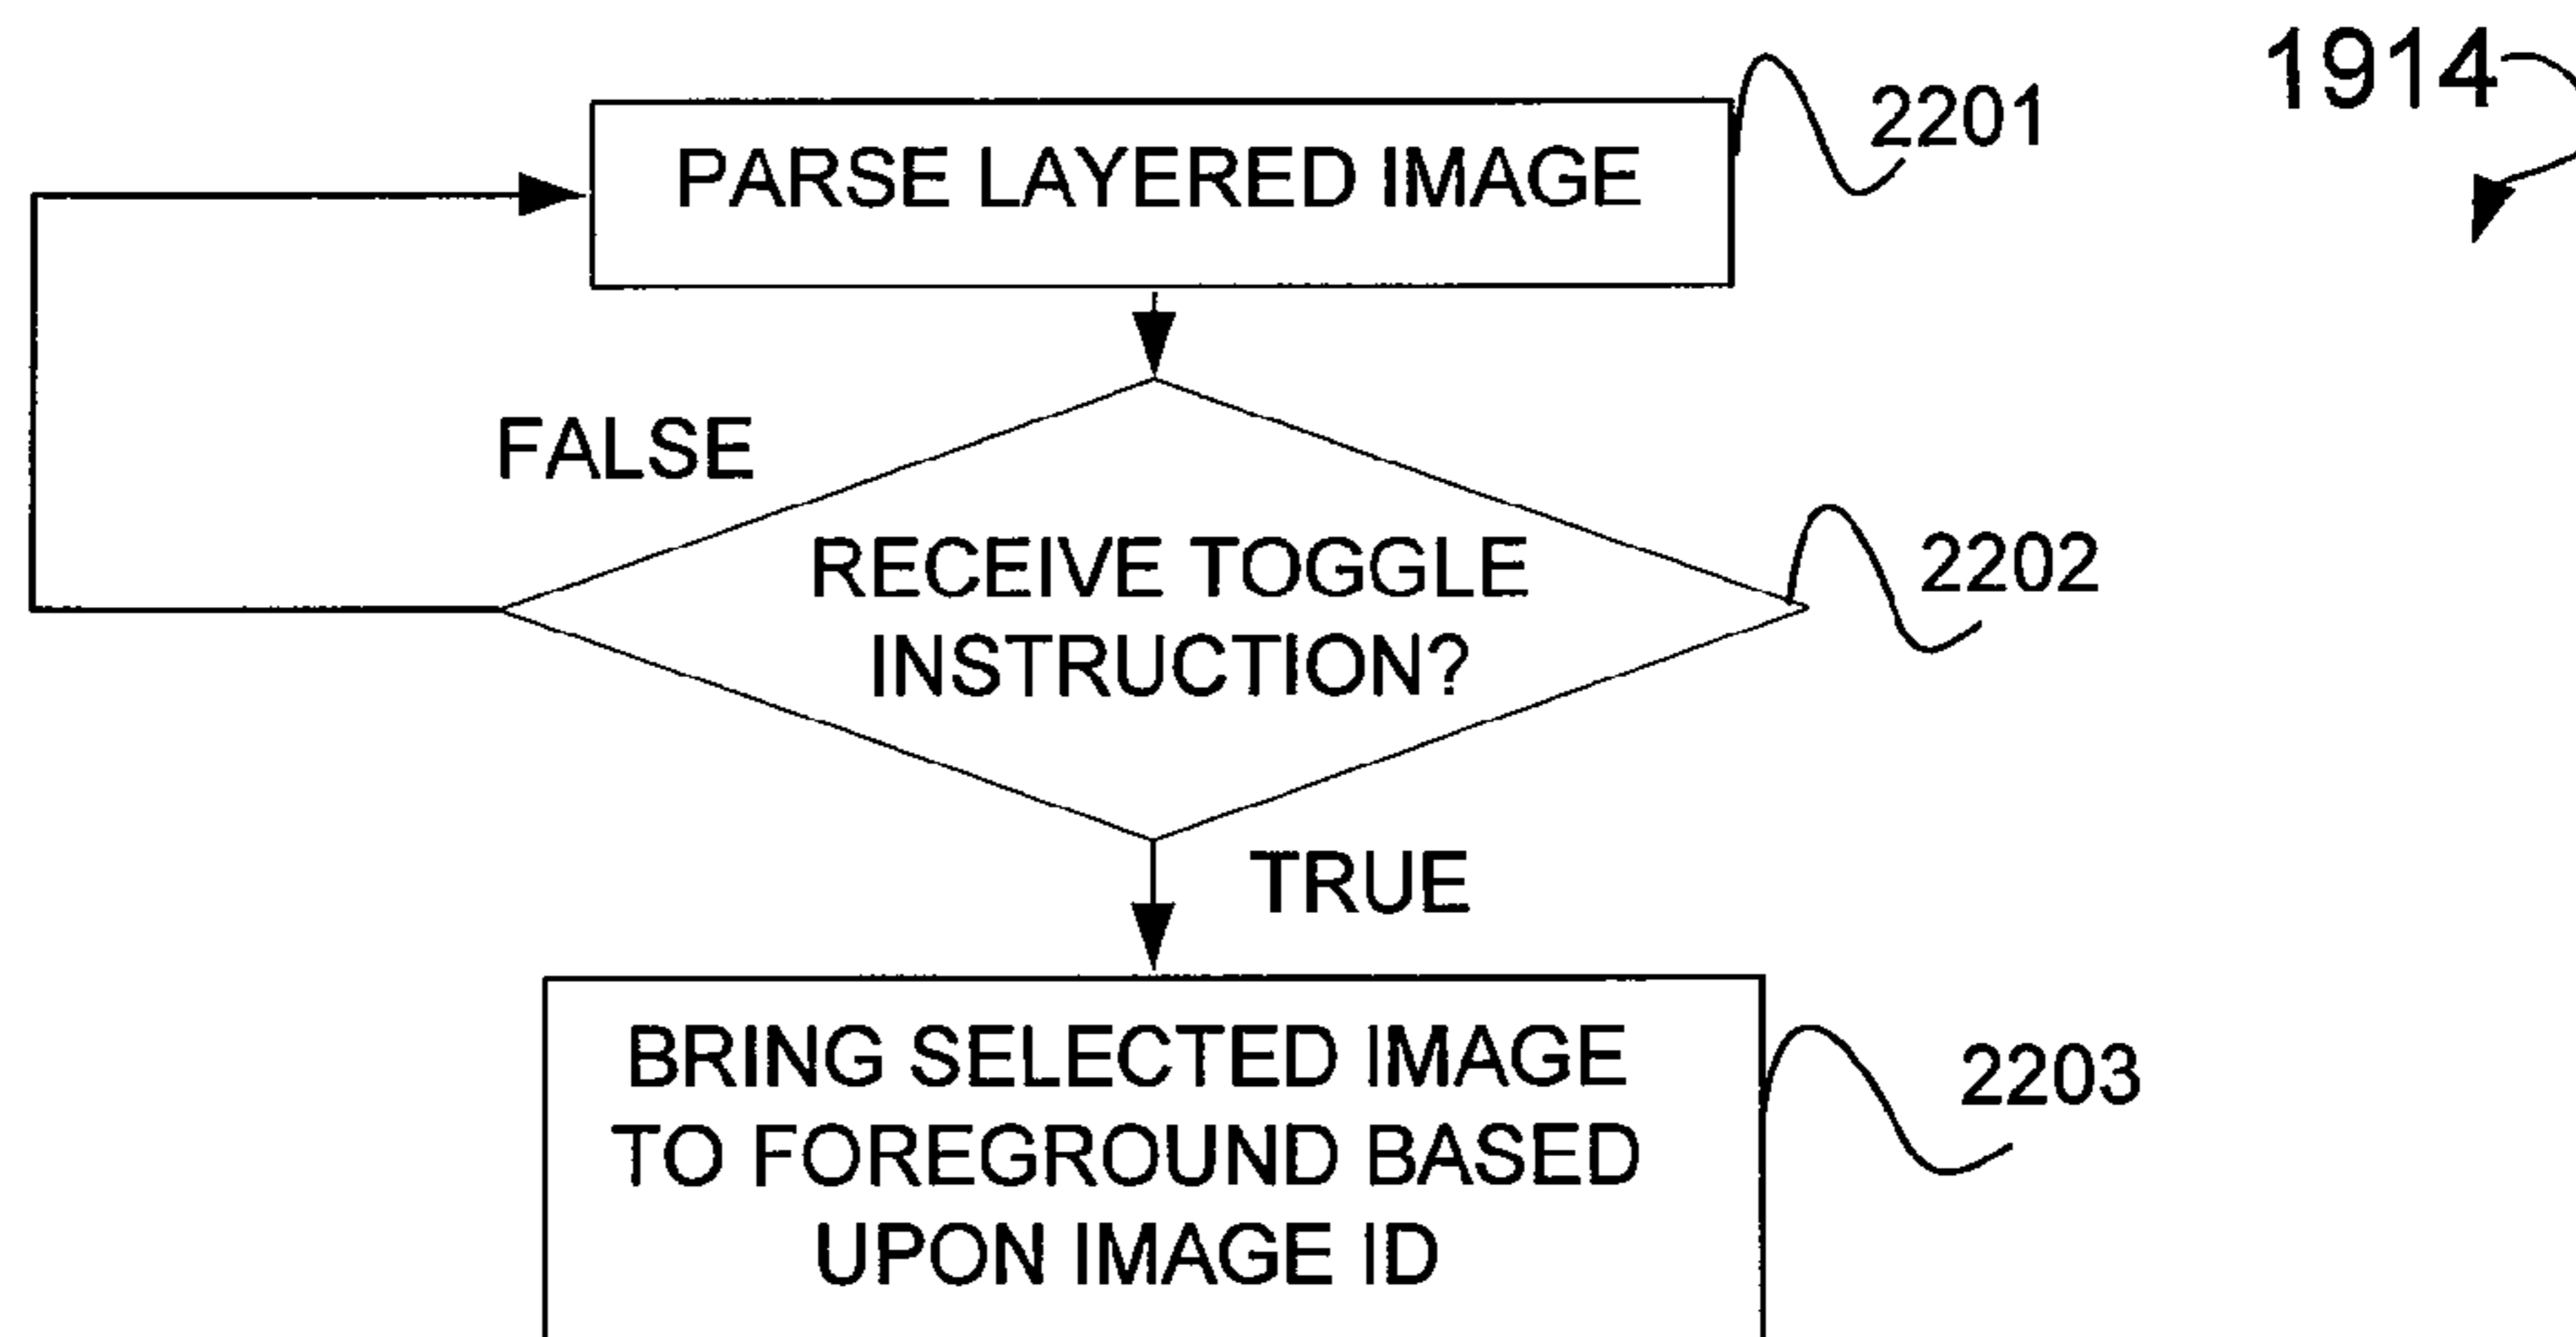 1914
PARSE LAYERED IMAGE
2201
FALSE
RECEIVE TOGGLE
INSTRUCTION?
2202
TRUE
BRING SELECTED IMAGE
TO FOREGROUND BASED
UPON IMAGE ID
2203